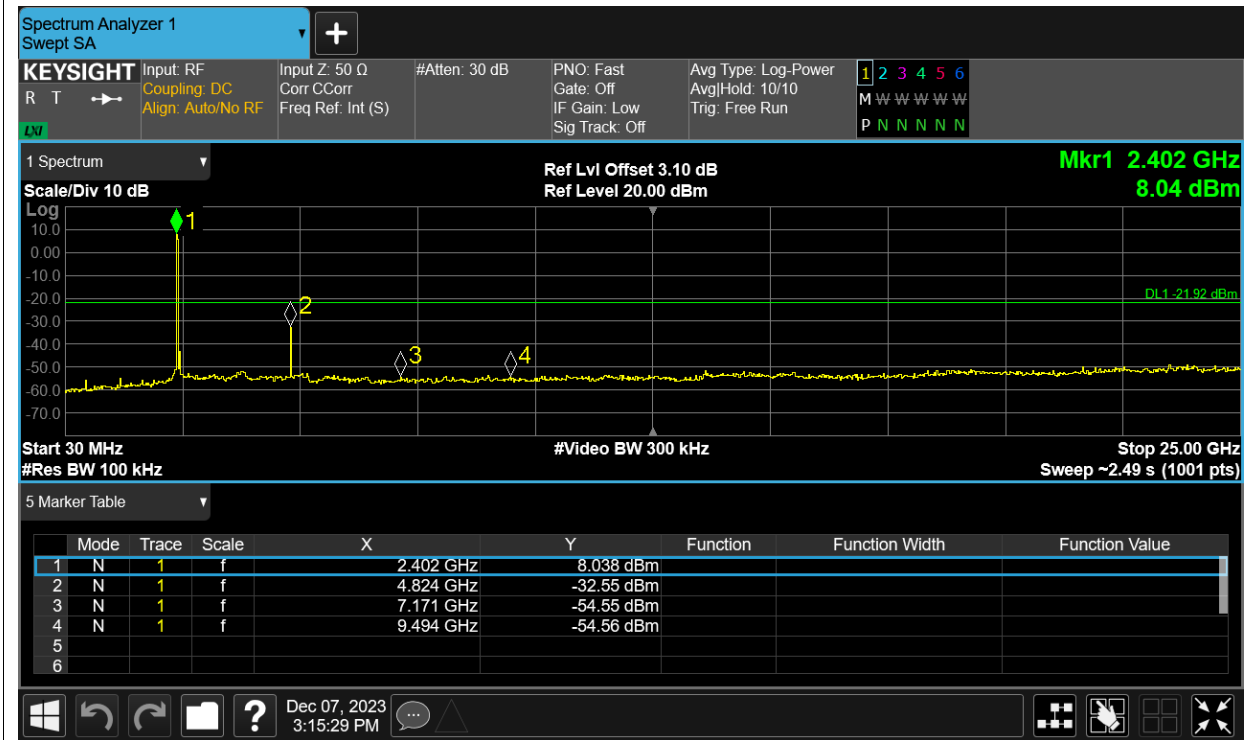 Spectrum Analyzer 1
Swept SA
+
KEYSIGHT
R T
LXI
Input: RF
Coupling: DC
Align: Auto/No RF
Input Z: 50 Ω
Corr CCorr
Freq Ref: Int (S)
#Atten: 30 dB
PNO: Fast
Gate: Off
IF Gain: Low
Sig Track: Off
Avg Type: Log-Power
Avg|Hold: 10/10
Trig: Free Run
1 2 3 4 5 6
M W W W W W
P N N N N N
1 Spectrum
Scale/Div 10 dB
Ref Lvl Offset 3.10 dB
Ref Level 20.00 dBm
Mkr1 2.402 GHz
8.04 dBm
Log
10.0
0.00
-10.0
-20.0
-30.0
-40.0
-50.0
-60.0
-70.0
1
2
3
4
DL1 -21.92 dBm
Start 30 MHz
#Video BW 300 kHz
Stop 25.00 GHz
#Res BW 100 kHz
Sweep ~2.49 s (1001 pts)
5 Marker Table
Mode Trace Scale X Y Function Function Width Function Value
1 N 1 f 2.402 GHz 8.038 dBm
2 N 1 f 4.824 GHz -32.55 dBm
3 N 1 f 7.171 GHz -54.55 dBm
4 N 1 f 9.494 GHz -54.56 dBm
5
6
?
Dec 07, 2023
3:15:29 PM